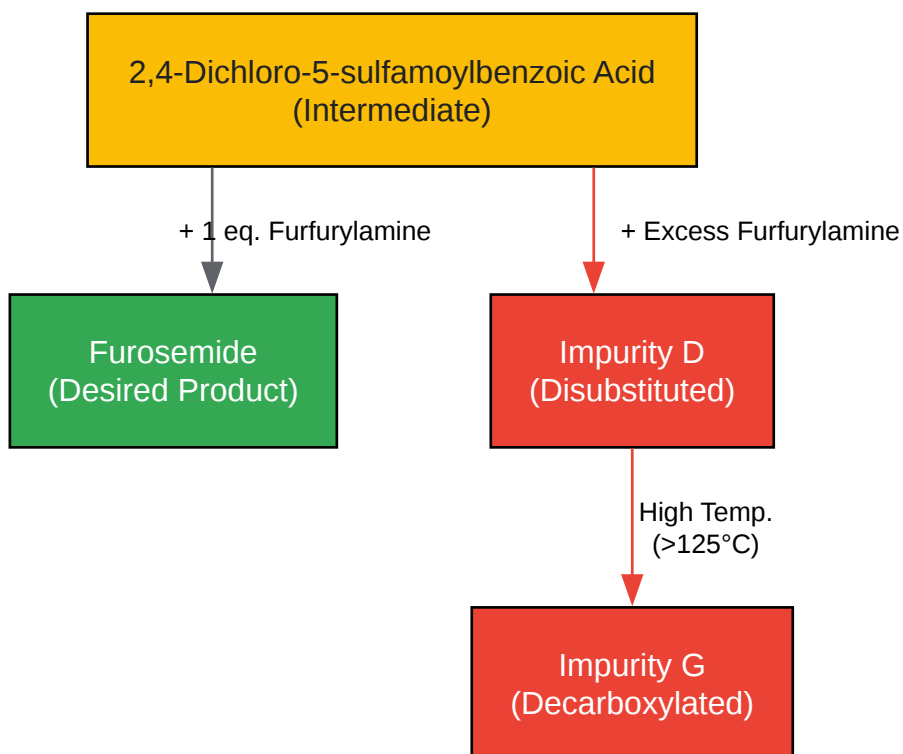 2,4-Dichloro-5-sulfamoylbenzoic Acid
(Intermediate)
+ 1 eq. Furfurylamine
+ Excess Furfurylamine
Furosemide
(Desired Product)
Impurity D
(Disubstituted)
High Temp.
(>125°C)
Impurity G
(Decarboxylated)